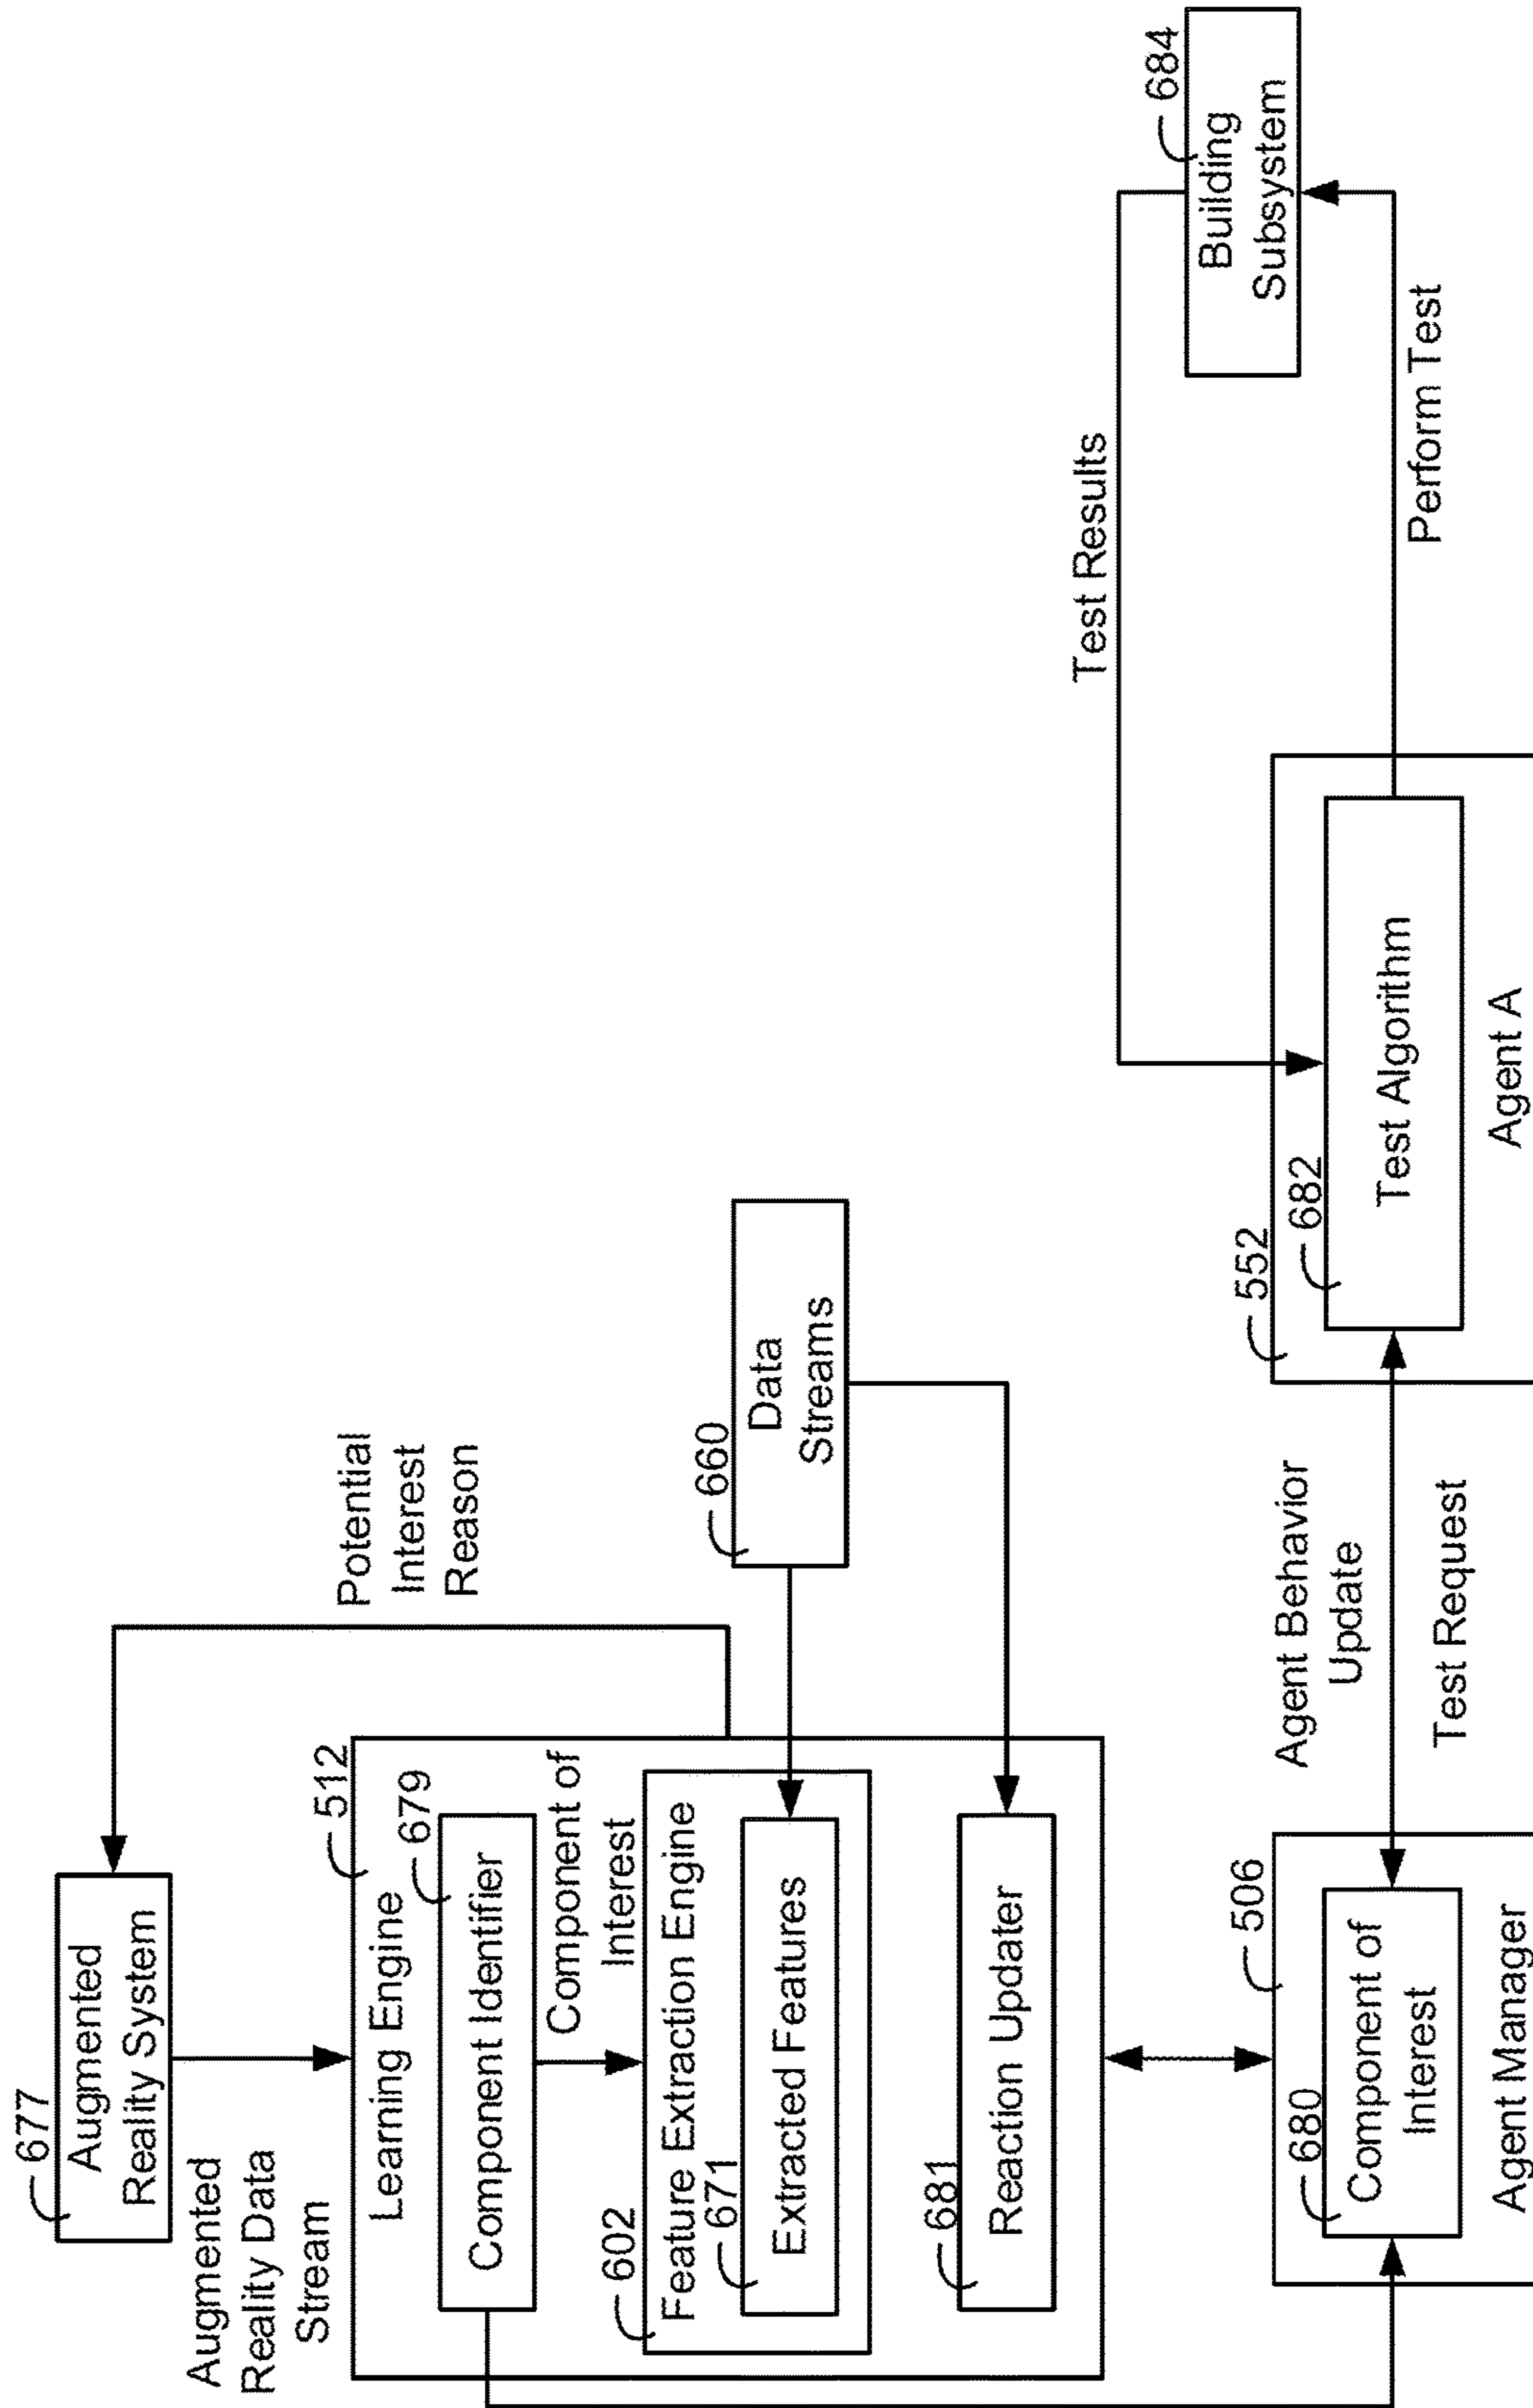 677
Augmented
Reality System
Augmented
Reality Data
Stream
Potential
Interest
Reason
512
Learning Engine
679
Component Identifier
Component of
Interest
602
Feature Extraction Engine
671
Extracted Features
681
Reaction Updater
660
Data
Streams
506
680
Component of
Interest
Agent Manager
Agent Behavior
Update
Test Request
552
682
Test Algorithm
Agent A
Test Results
Perform Test
684
Building
Subsystem